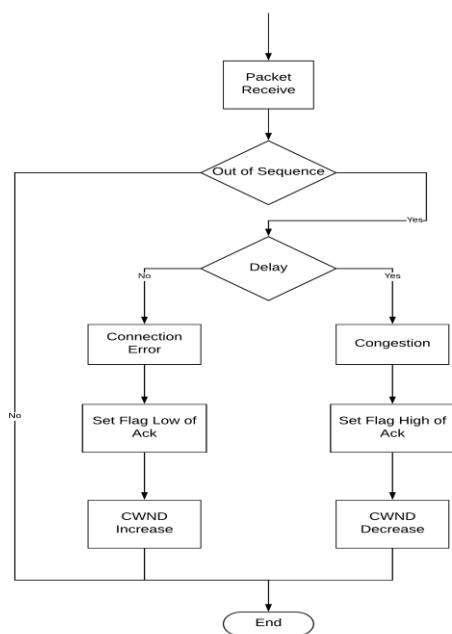 Packet
Receive
Out of Sequence
Yes
Delay
No
Yes
Connection
Error
Congestion
No
Set Flag Low of
Ack
Set Flag High of
Ack
CWND
Increase
CWND
Decrease
End